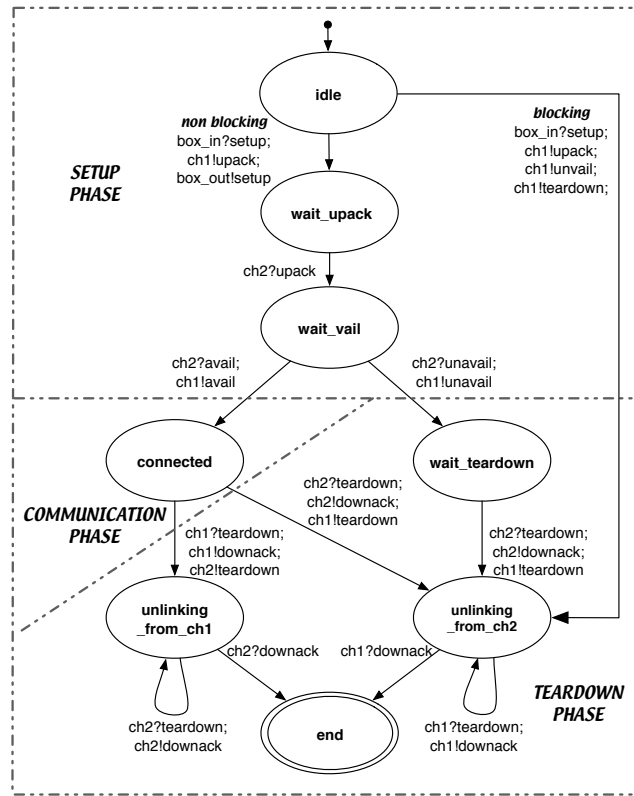 idle
non blocking
box_in?setup;
ch1!upack;
box_out!setup
blocking
box_in?setup;
ch1!upack;
ch1!unvail;
ch1!teardown;
SETUP
PHASE
wait_upack
ch2?upack
wait_vail
ch2?avail;
ch1!avail
ch2?unavail;
ch1!unavail
connected
wait_teardown
ch2?teardown;
ch2!downack;
ch1!teardown
COMMUNICATION
PHASE
ch1?teardown;
ch1!downack;
ch2!teardown
ch2?teardown;
ch2!downack;
ch1!teardown
unlinking
_from_ch1
unlinking
_from_ch2
ch2?downack
ch1?downack
TEARDOWN
PHASE
ch2?teardown;
ch2!downack
end
ch1?teardown;
ch1!downack